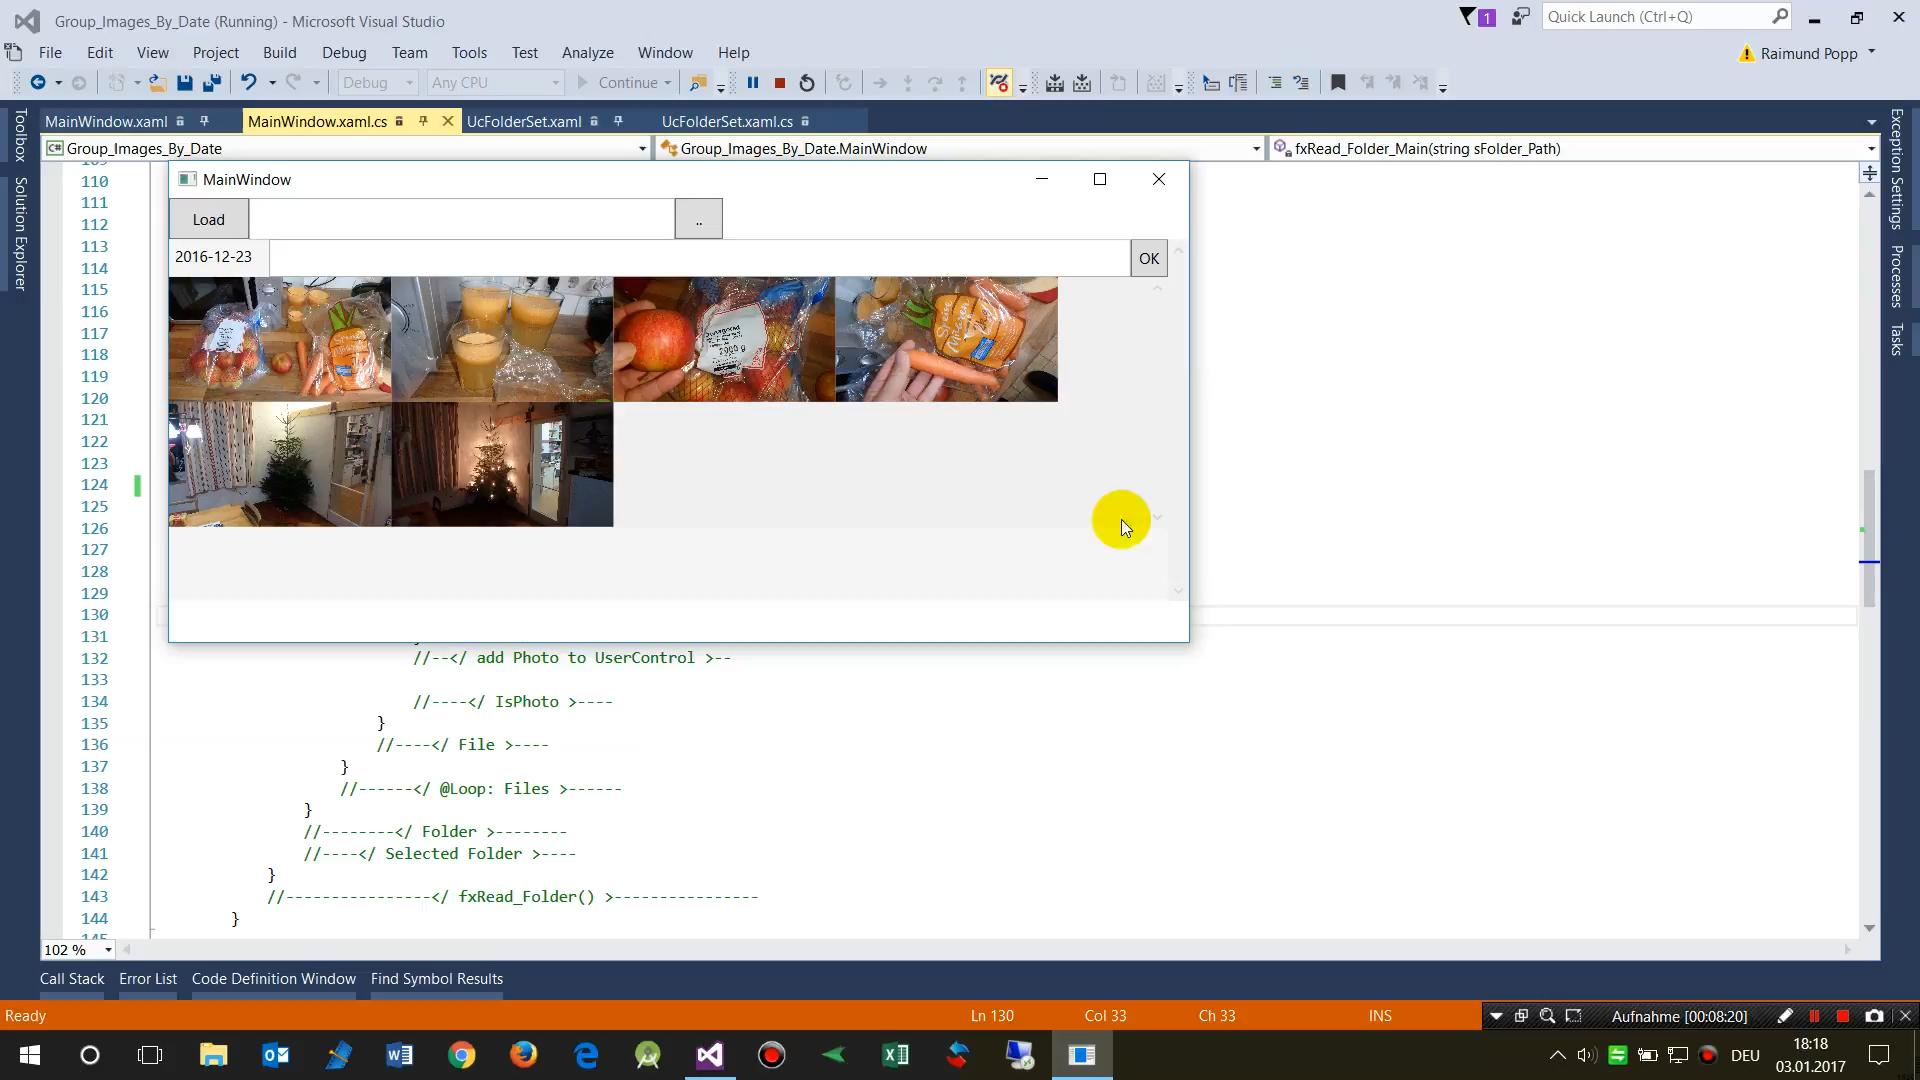 Group_Images_By_Date (Running) - Microsoft Visual Studio
1
Quick Launch (Ctrl+Q)
File Edit View Project Build Debug Team Tools Test Analyze Window Help
Raimund Popp
Debug Any CPU Continue
MainWindow.xaml MainWindow.xaml.cs UcFolderSet.xaml UcFolderSet.xaml.cs
Group_Images_By_Date Group_Images_By_Date.MainWindow fxRead_Folder_Main(string sFolder_Path)
Toolbox
Solution Explorer
Exception Settings
Processes
Tasks
MainWindow
Load ..
2016-12-23 OK
2000 g
109
110
111
112
113
114
115
116
117
118
119
120
121
122
123
124
125
126
127
128
129
130
131
132 //--</ add Photo to UserControl >--
133
134 //----</ IsPhoto >----
135 }
136 //----</ File >----
137 }
138 //------</ @Loop: Files >------
139 }
140 //--------</ Folder >--------
141 //----</ Selected Folder >----
142 }
143 //----------------</ fxRead_Folder() >----------------
144 }
145
102 %
Call Stack Error List Code Definition Window Find Symbol Results
Ready Ln 130 Col 33 Ch 33 INS
Aufnahme [00:08:20]
DEU
18:18
03.01.2017